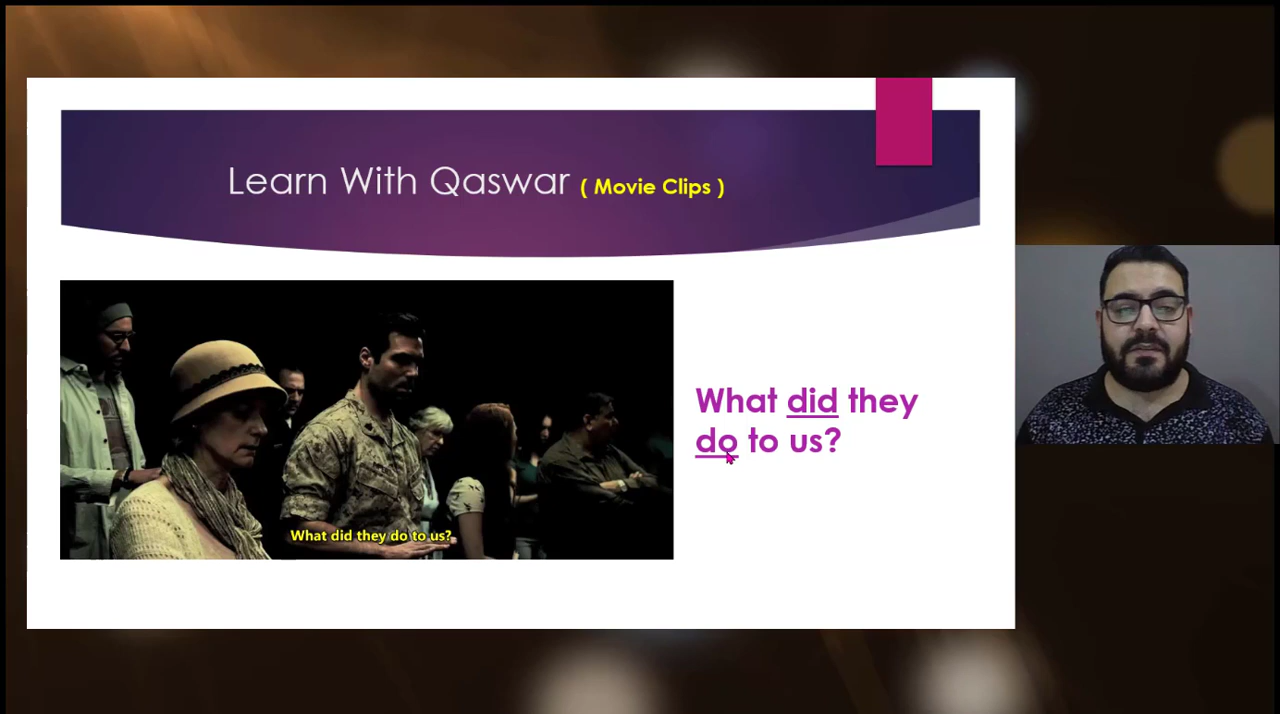 Learn With Qaswar ( Movie Clips )
What did they do to us?
What did they
do to us?